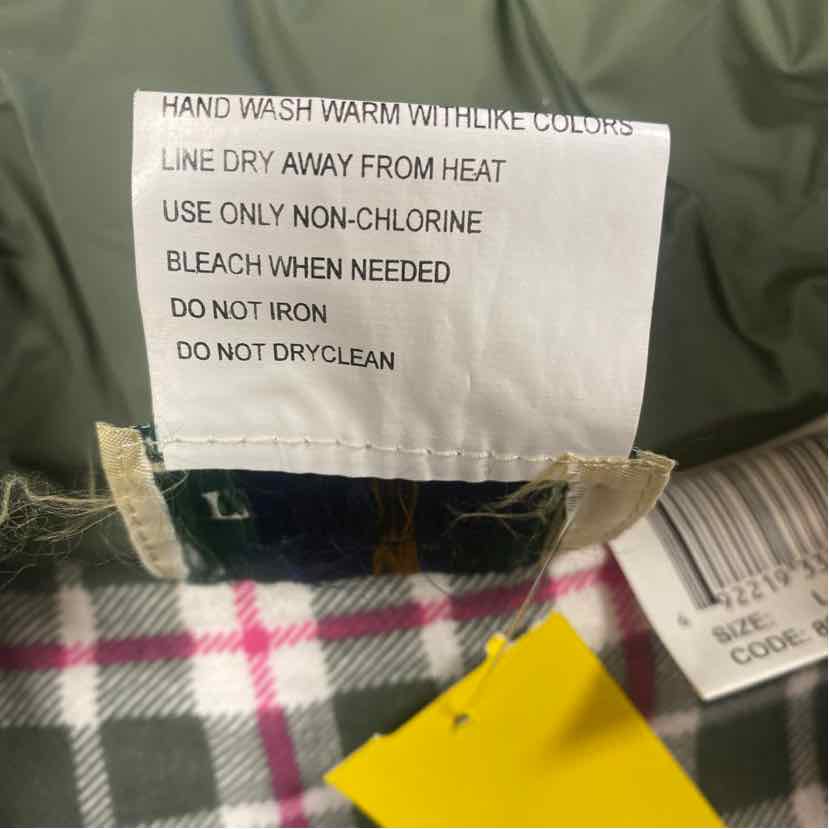 HAND WASH WARM WITHLIKE COLORS
LINE DRY AWAY FROM HEAT
USE ONLY NON-CHLORINE
BLEACH WHEN NEEDED
DO NOT IRON
DO NOT DRYCLEAN
L
SIZE:
CODE: